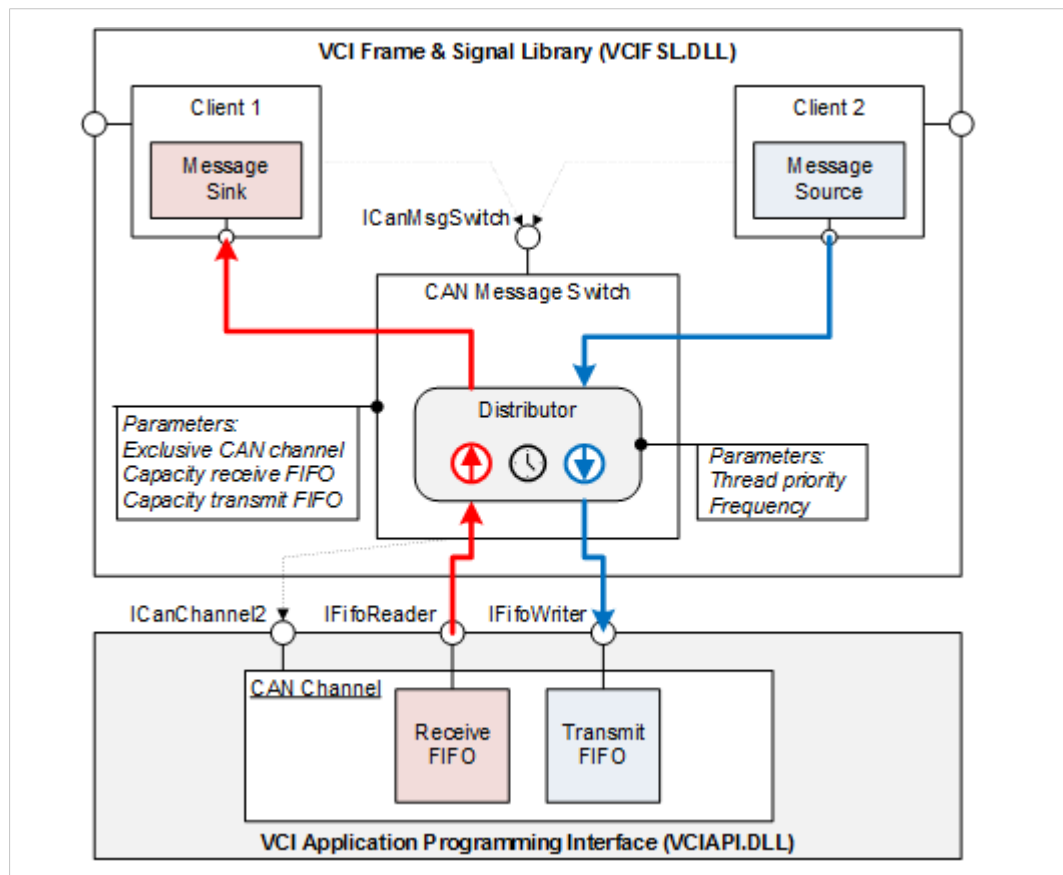 VCI Frame & Signal Library (VCIFSL.DLL)
Client 1
Client 2
Message
Sink
Message
Source
ICanMsgSwitch
CAN Message Switch
Distributor
Parameters:
Exclusive CAN channel
Capacity receive FIFO
Capacity transmit FIFO
Parameters:
Thread priority
Frequency
ICanChannel2
IFifoReader
IFifoWriter
CAN Channel
Receive
FIFO
Transmit
FIFO
VCI Application Programming Interface (VCIAPI.DLL)